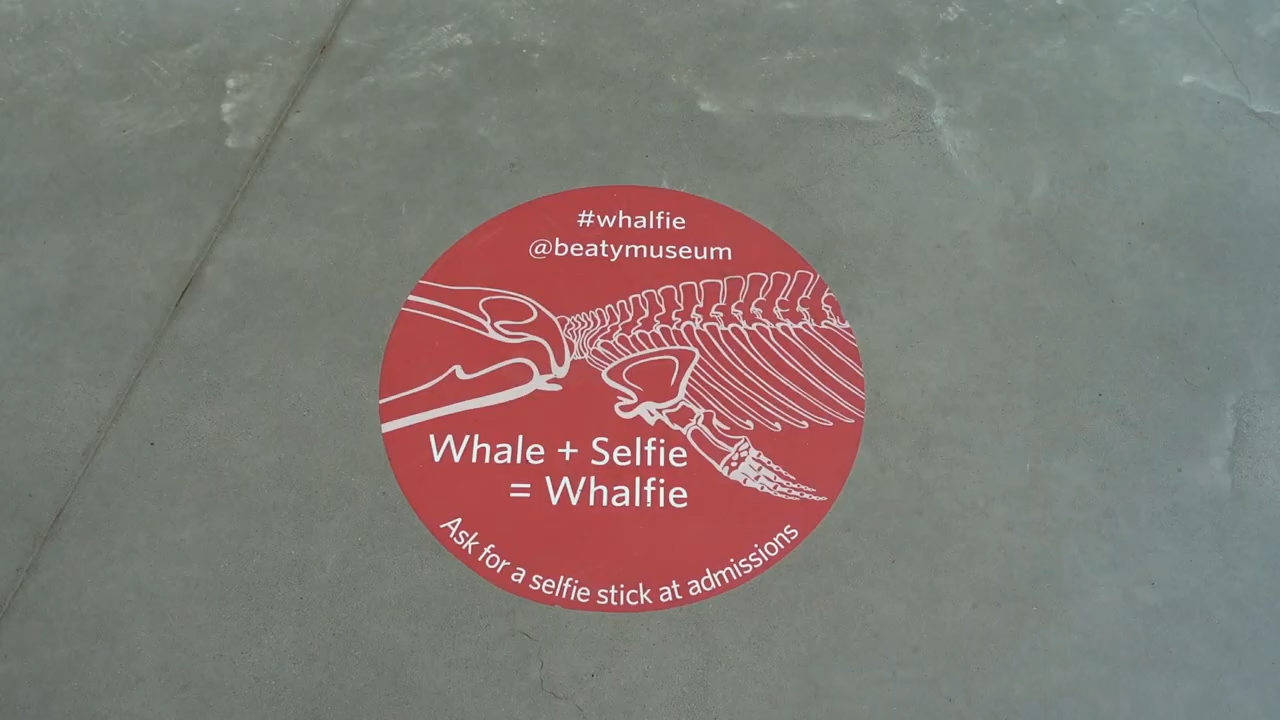 #whalfie
@beatymuseum
Whale + Selfie
= Whalfie
Ask for a selfie stick at admissions